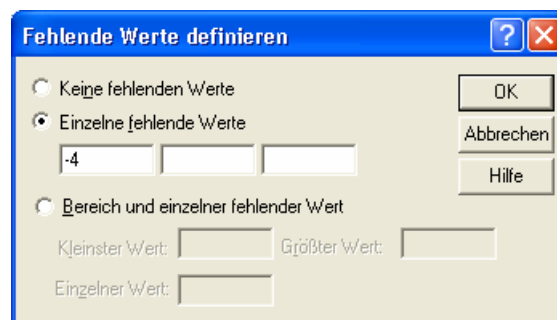 Fehlende Werte definieren
Keine fehlenden Werte
OK
Einzelne fehlende Werte
Abbrechen
-4
Hilfe
Bereich und einzelner fehlender Wert
Kleinster Wert: Größter Wert:
Einzelner Wert: